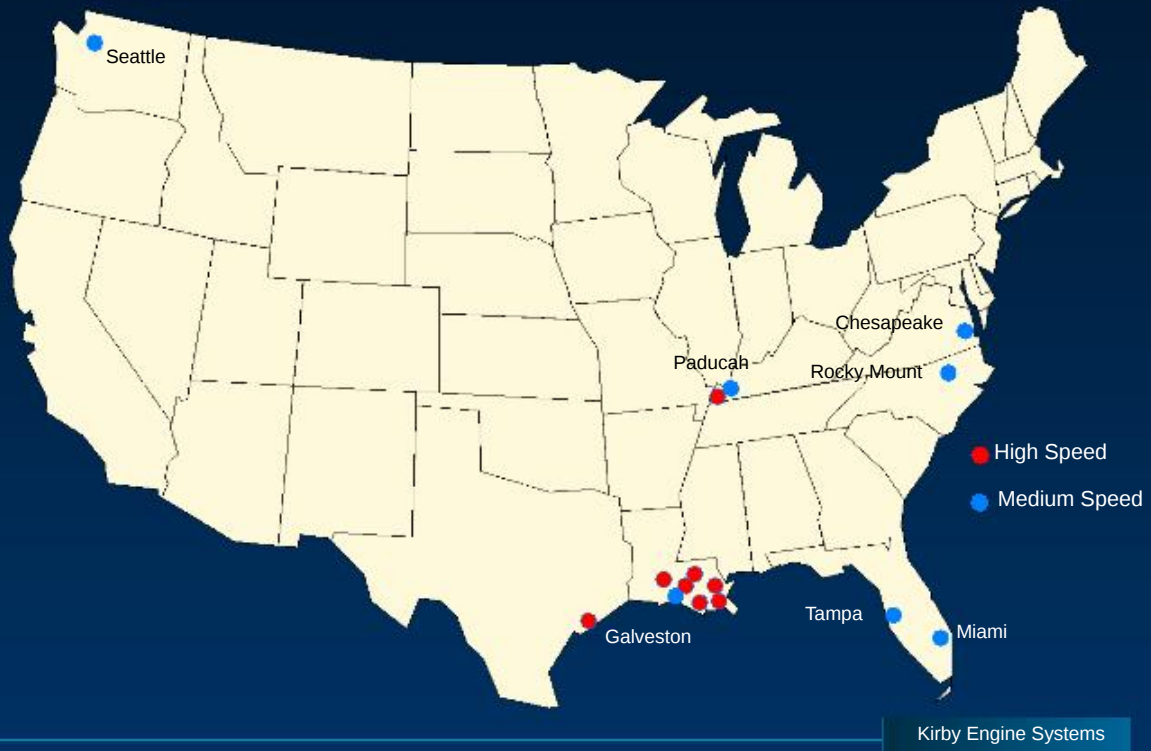 Seattle
Chesapeake
Paducah
Rocky Mount
High Speed
Medium Speed
Tampa
Miami
Galveston
Kirby Engine Systems